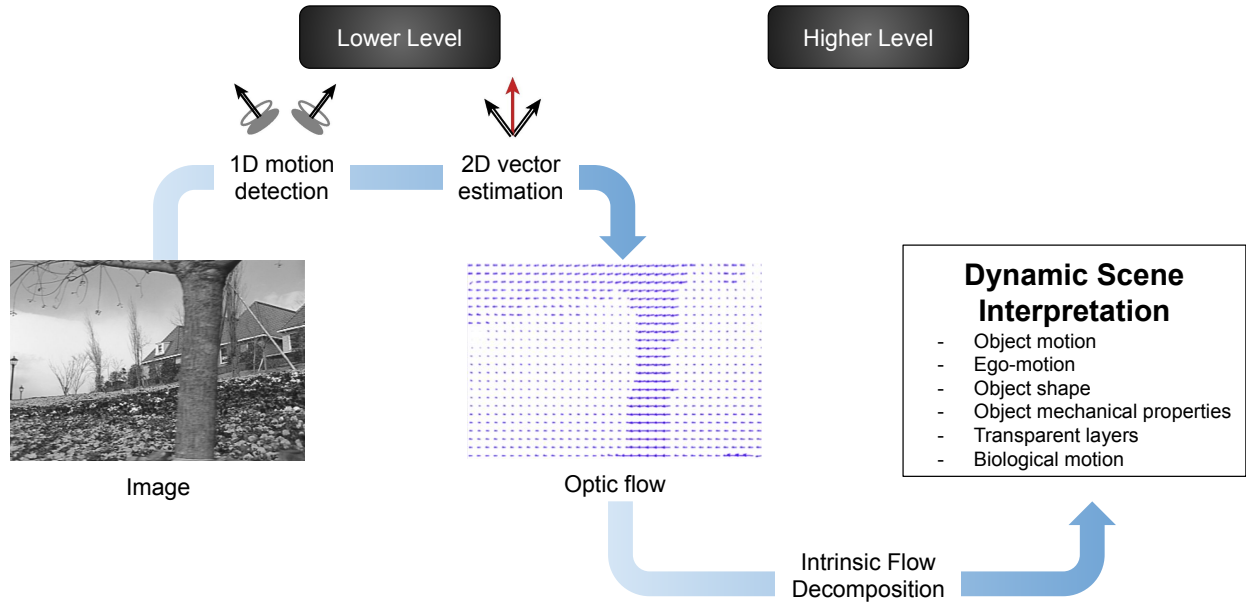 Lower Level
Higher Level
1D motion
detection
2D vector
estimation
Image
Optic flow
Dynamic Scene
Interpretation
- Object motion
- Ego-motion
- Object shape
- Object mechanical properties
- Transparent layers
- Biological motion
Intrinsic Flow
Decomposition